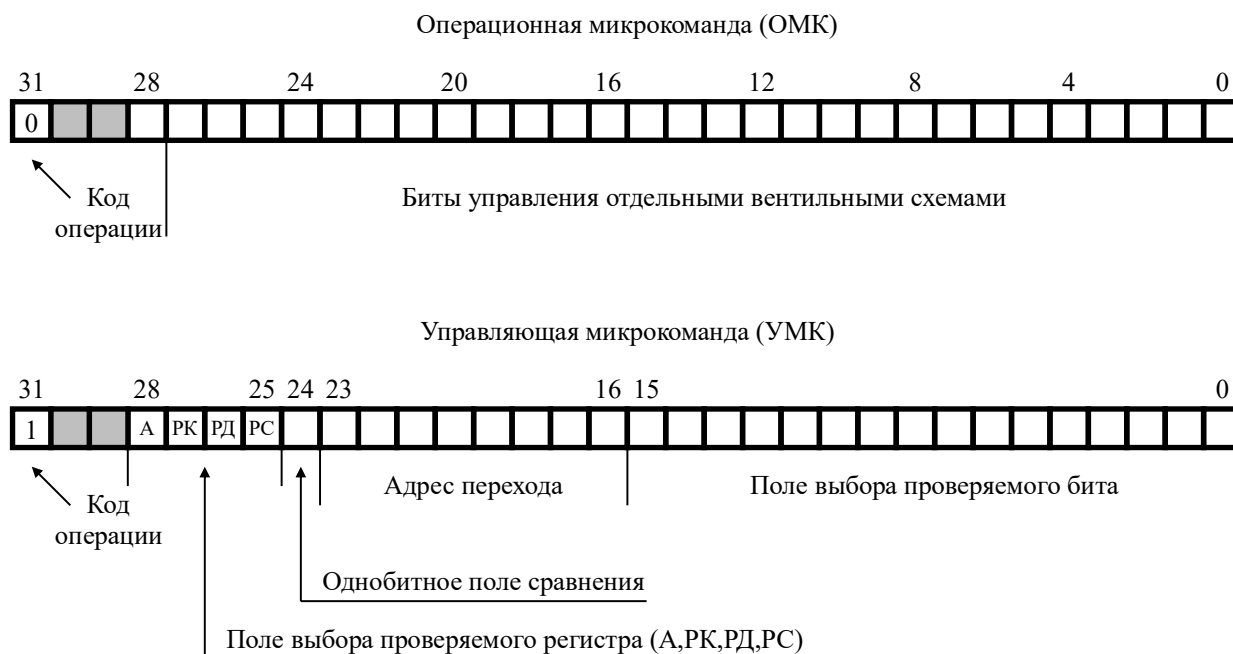 Операционная микрокоманда (ОМК)
31 28 24 20 16 12 8 4 0
0
Код
операции
Биты управления отдельными вентильными схемами
Управляющая микрокоманда (УМК)
31 28 25 24 23 16 15 0
1 А РК РД РС
Код
операции
Адрес перехода
Поле выбора проверяемого бита
Однобитное поле сравнения
Поле выбора проверяемого регистра (А,РК,РД,РС)